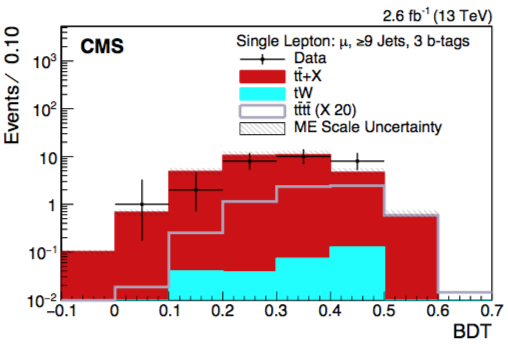 2.6 fb⁻¹ (13 TeV)
CMS
Single Lepton: μ, ≥9 Jets, 3 b-tags
Data
tt̄+X
tW
tt̄tt̄ (X 20)
ME Scale Uncertainty
Events/ 0.10
10³
10²
10
1
10⁻¹
10⁻²
−0.1 0 0.1 0.2 0.3 0.4 0.5 0.6 0.7
BDT